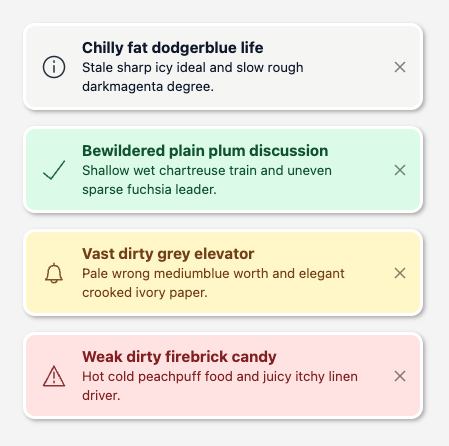 Chilly fat dodgerblue life
Stale sharp icy ideal and slow rough
darkmagenta degree.
Bewildered plain plum discussion
Shallow wet chartreuse train and uneven
sparse fuchsia leader.
Vast dirty grey elevator
Pale wrong mediumblue worth and elegant
crooked ivory paper.
Weak dirty firebrick candy
Hot cold peachpuff food and juicy itchy linen
driver.